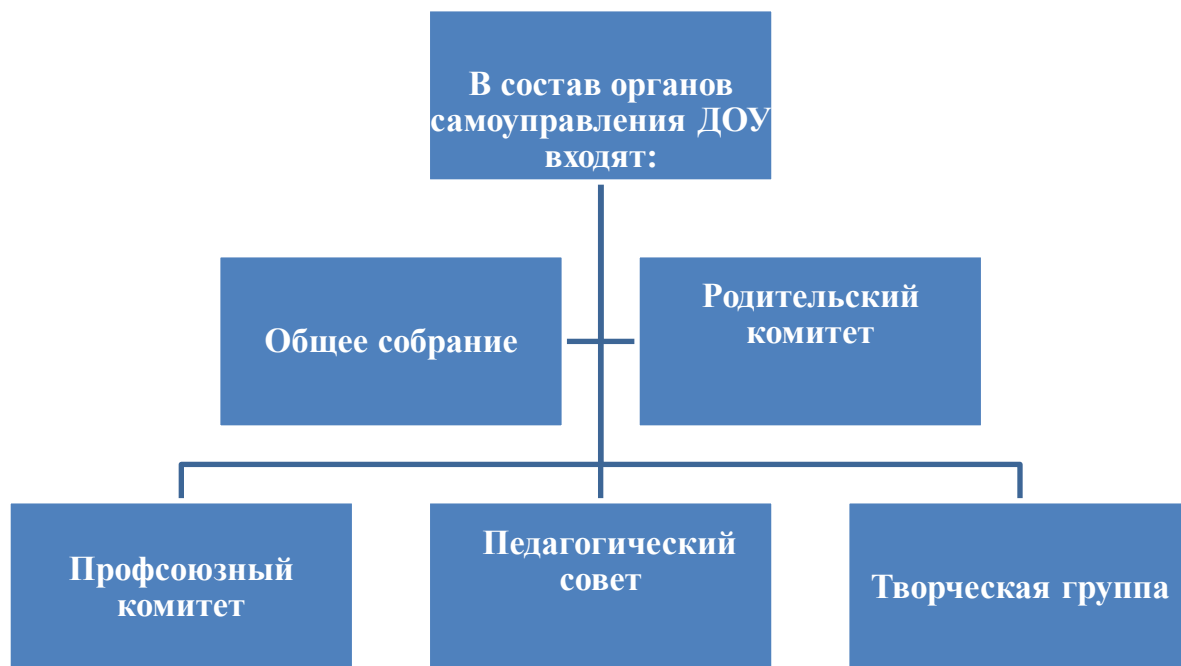 В состав органов
самоуправления ДОУ
входят:
Общее собрание
Родительский
комитет
Профсоюзный
комитет
Педагогический
совет
Творческая группа